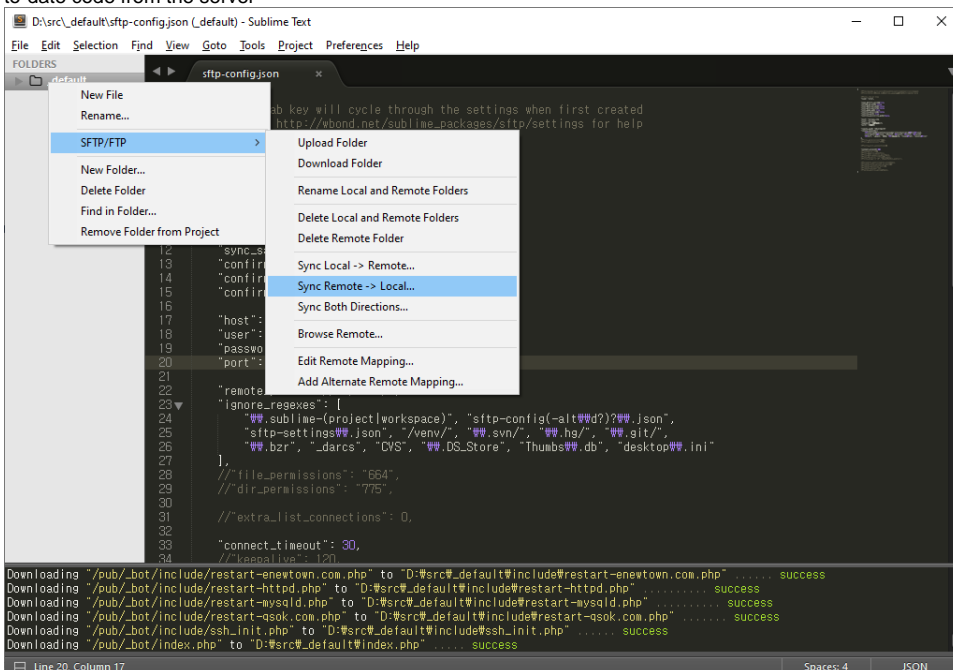 to-date code from the server
D:\src\_default\sftp-config.json (_default) - Sublime Text
File Edit Selection Find View Goto Tools Project Preferences Help
FOLDERS
_default
sftp-config.json ×
New File
Rename...
SFTP/FTP
New Folder...
Delete Folder
Find in Folder...
Remove Folder from Project
Upload Folder
Download Folder
Rename Local and Remote Folders
Delete Local and Remote Folders
Delete Remote Folder
Sync Local -> Remote...
Sync Remote -> Local...
Sync Both Directions...
Browse Remote...
Edit Remote Mapping...
Add Alternate Remote Mapping...
ab key will cycle through the settings when first created
http://wbond.net/sublime_packages/sftp/settings for help
12 "sync_s
13 "confir
14 "confir
15 "confir
16
17 "host":
18 "user":
19 "passwo
20 "port":
21
22 "remote_
23 "ignore_regexes": [
24 "₩₩.sublime-(project|workspace)", "sftp-config(-alt₩₩d?)?₩₩.json",
25 "sftp-settings₩₩.json", "/venv/", "₩₩.svn/", "₩₩.hg/", "₩₩.git/",
26 "₩₩.bzr", "_darcs", "CVS", "₩₩.DS_Store", "Thumbs₩₩.db", "desktop₩₩.ini"
27 ],
28 //"file_permissions": "664",
29 //"dir_permissions": "775",
30
31 //"extra_list_connections": 0,
32
33 "connect_timeout": 30,
34 //"keepalive": 120,
Downloading "/pub/_bot/include/restart-enewtown.com.php" to "D:₩src₩_default₩include₩restart-enewtown.com.php" ...... success
Downloading "/pub/_bot/include/restart-httpd.php" to "D:₩src₩_default₩include₩restart-httpd.php" .......... success
Downloading "/pub/_bot/include/restart-mysqld.php" to "D:₩src₩_default₩include₩restart-mysqld.php" .......... success
Downloading "/pub/_bot/include/restart-qsok.com.php" to "D:₩src₩_default₩include₩restart-qsok.com.php" ....... success
Downloading "/pub/_bot/include/ssh_init.php" to "D:₩src₩_default₩include₩ssh_init.php" ...... success
Downloading "/pub/_bot/index.php" to "D:₩src₩_default₩index.php" ..... success
Line 20, Column 17 Spaces: 4 JSON